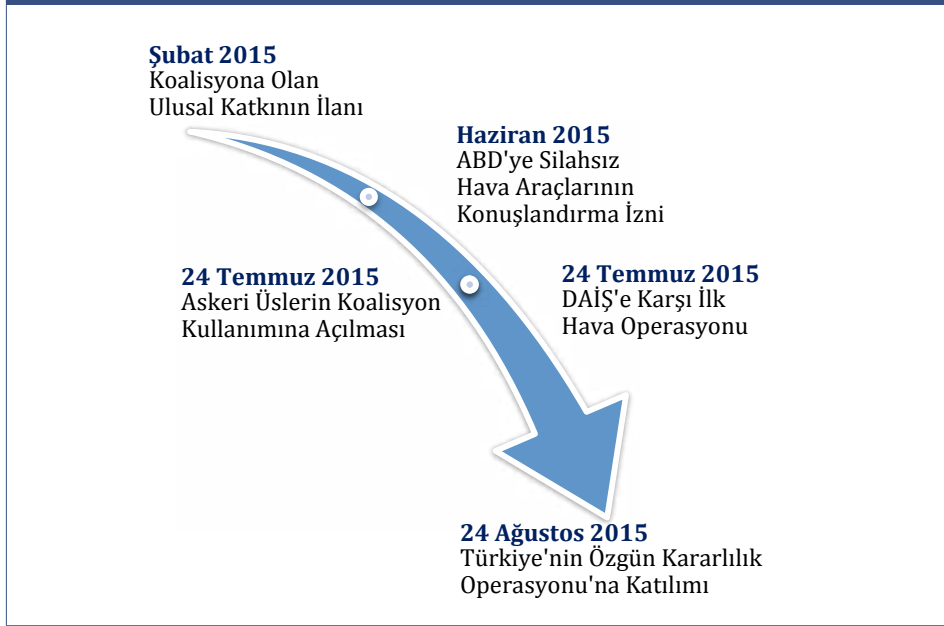 Şubat 2015
Koalisyona Olan
Ulusal Katkının İlanı
Haziran 2015
ABD'ye Silahsız
Hava Araçlarının
Konuşlandırma İzni
24 Temmuz 2015
Askeri Üslerin Koalisyon
Kullanımına Açılması
24 Temmuz 2015
DAİŞ'e Karşı İlk
Hava Operasyonu
24 Ağustos 2015
Türkiye'nin Özgün Kararlılık
Operasyonu'na Katılımı